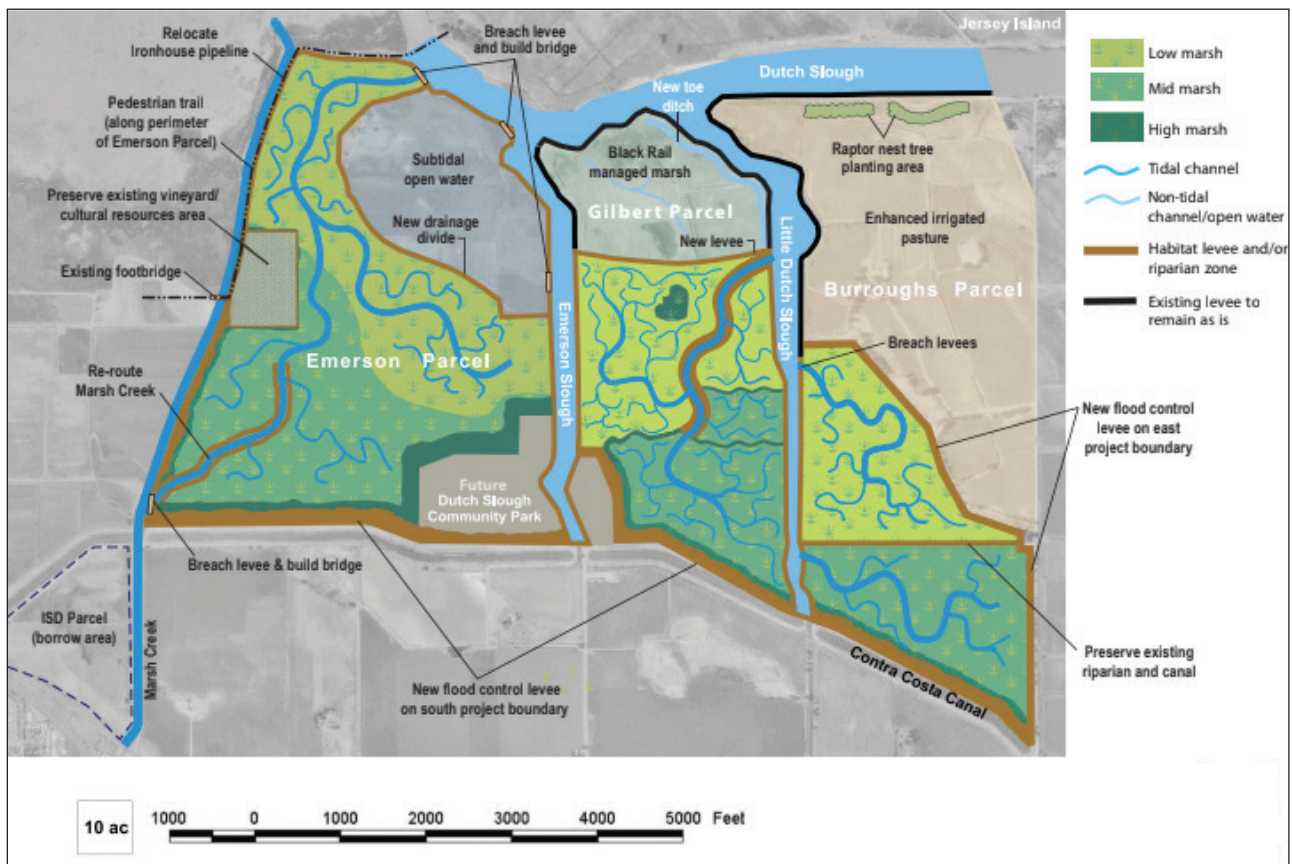 Jersey Island
Relocate
Ironhouse pipeline
Breach levee
and build bridge
Dutch Slough
New toe
ditch
Pedestrian trail
(along perimeter
of Emerson Parcel)
Subtidal
open water
Black Rail
managed marsh
Raptor nest tree
planting area
Preserve existing vineyard/
cultural resources area
Gilbert Parcel
New drainage
divide
New levee
Enhanced irrigated
pasture
Existing footbridge
Burroughs Parcel
Little Dutch Slough
Emerson Slough
Emerson Parcel
Breach levees
Re-route
Marsh Creek
New flood control
levee on east
project boundary
Future
Dutch Slough
Community Park
Breach levee & build bridge
ISD Parcel
(borrow area)
Marsh Creek
New flood control levee
on south project boundary
Contra Costa Canal
Preserve existing
riparian and canal
Low marsh
Mid marsh
High marsh
Tidal channel
Non-tidal
channel/open water
Habitat levee and/or
riparian zone
Existing levee to
remain as is
10 ac
1000 0 1000 2000 3000 4000 5000 Feet